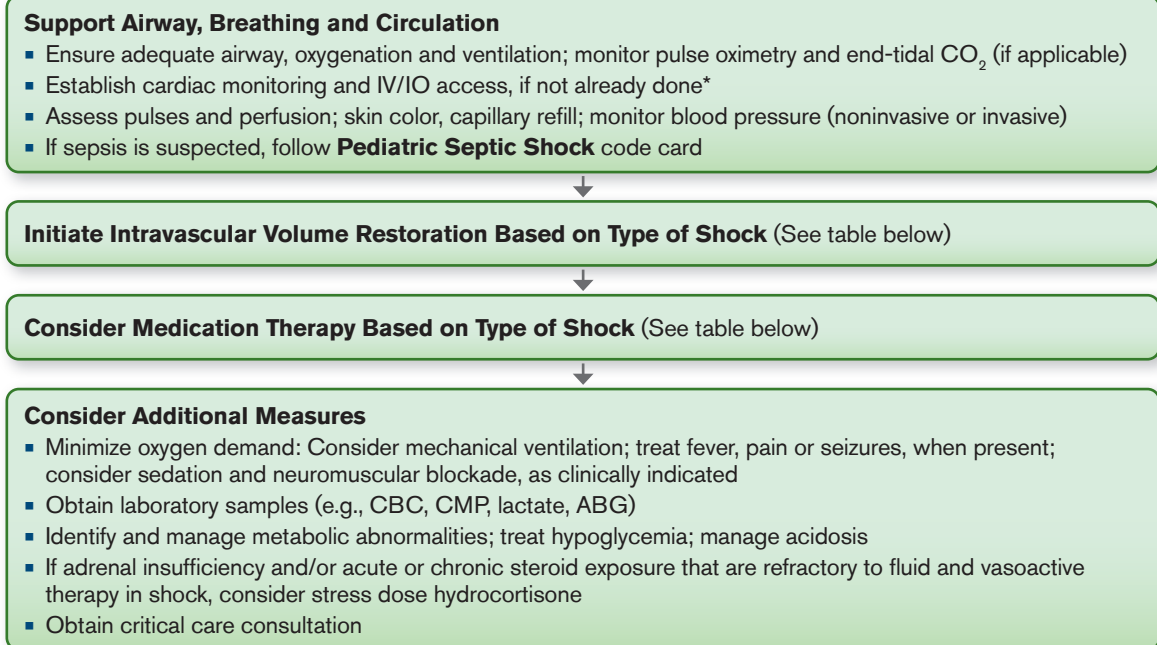 Support Airway, Breathing and Circulation
▪ Ensure adequate airway, oxygenation and ventilation; monitor pulse oximetry and end-tidal CO₂ (if applicable)
▪ Establish cardiac monitoring and IV/IO access, if not already done*
▪ Assess pulses and perfusion; skin color, capillary refill; monitor blood pressure (noninvasive or invasive)
▪ If sepsis is suspected, follow Pediatric Septic Shock code card
Initiate Intravascular Volume Restoration Based on Type of Shock (See table below)
Consider Medication Therapy Based on Type of Shock (See table below)
Consider Additional Measures
▪ Minimize oxygen demand: Consider mechanical ventilation; treat fever, pain or seizures, when present;
consider sedation and neuromuscular blockade, as clinically indicated
▪ Obtain laboratory samples (e.g., CBC, CMP, lactate, ABG)
▪ Identify and manage metabolic abnormalities; treat hypoglycemia; manage acidosis
▪ If adrenal insufficiency and/or acute or chronic steroid exposure that are refractory to fluid and vasoactive
therapy in shock, consider stress dose hydrocortisone
▪ Obtain critical care consultation